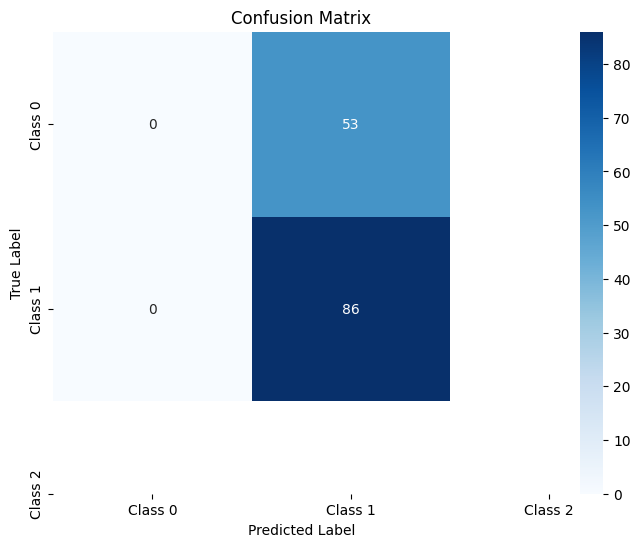 Confusion Matrix
True Label
Class 0
Class 1
Class 2
0
53
0
86
Class 0
Class 1
Class 2
Predicted Label
80
70
60
50
40
30
20
10
0